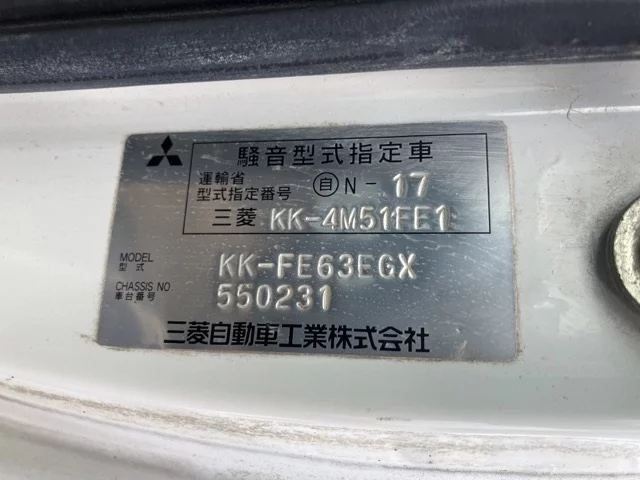 騒音型式指定車
運輸省
型式指定番号 自 N-17
三菱 KK-4M51FE1
MODEL
型式 KK-FE63EGX
CHASSIS NO
車台番号 550231
三菱自動車工業株式会社